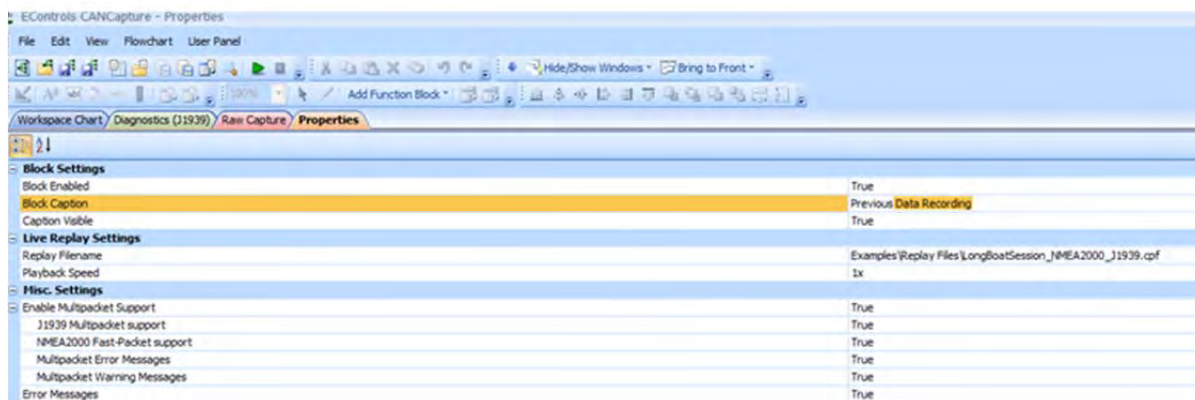 EControls CANCapture - Properties
File Edit View Flowchart User Panel
Hide/Show Windows Bring to Front
100% Add Function Block
Workspace Chart Diagnostics (J1939) Raw Capture Properties
Block Settings
Block Enabled True
Block Caption Previous Data Recording
Caption Visible True
Live Replay Settings
Replay Filename Examples\Replay Files\LongBoatSession_NMEA2000_J1939.cpf
Playback Speed 1x
Misc. Settings
Enable Multipacket Support True
J1939 Multipacket support True
NMEA2000 Fast-Packet support True
Multipacket Error Messages True
Multipacket Warning Messages True
Error Messages True